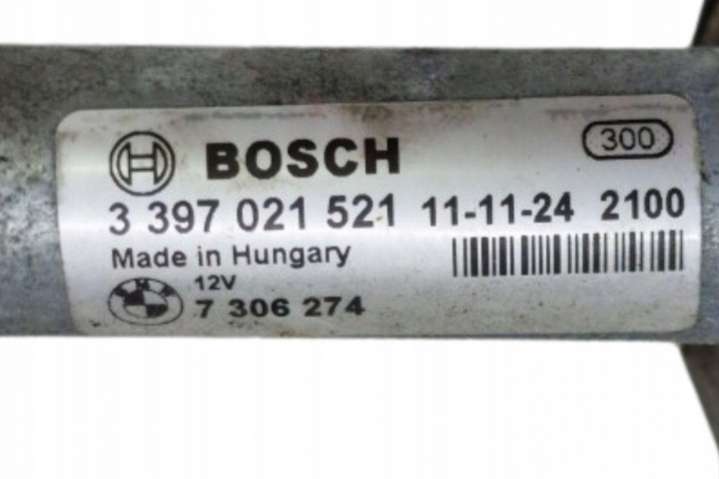 BOSCH 300
3 397 021 521 11-11-24 2100
Made in Hungary
12V
7 306 274